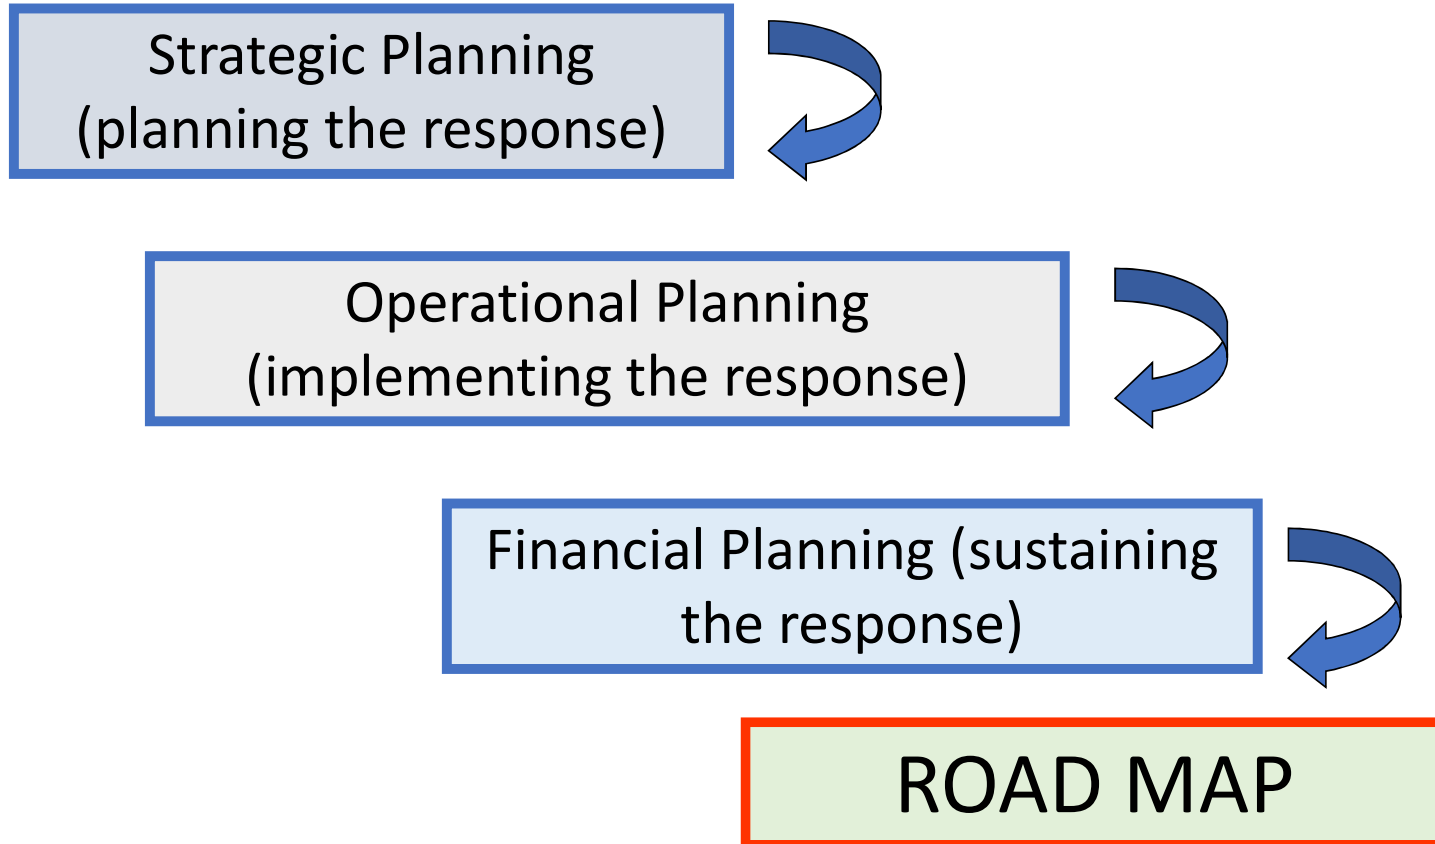 Strategic Planning
(planning the response)
Operational Planning
(implementing the response)
Financial Planning (sustaining
the response)
ROAD MAP